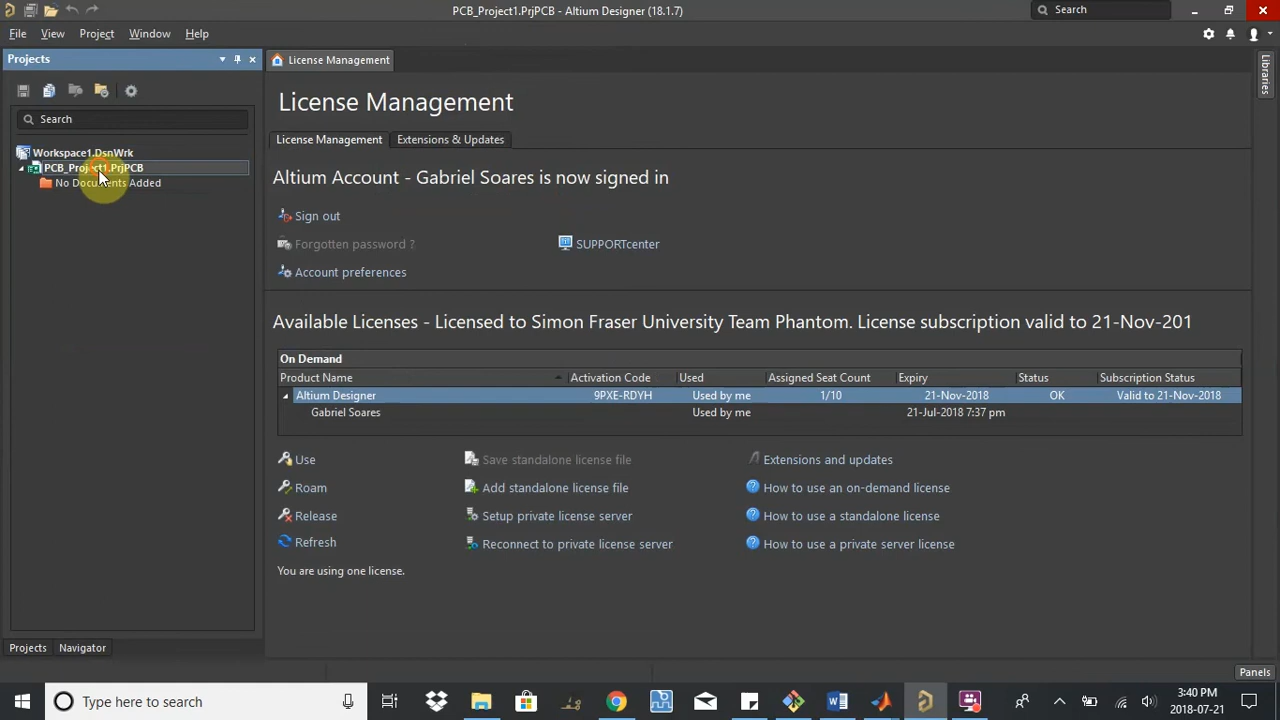 PCB_Project1.PrjPCB - Altium Designer (18.1.7)
Search
File View Project Window Help
Projects
License Management
Libraries
Search
License Management
License Management Extensions & Updates
Workspace1.DsnWrk
PCB_Project1.PrjPCB
No Documents Added
Altium Account - Gabriel Soares is now signed in
Sign out
Forgotten password ? SUPPORTcenter
Account preferences
Available Licenses - Licensed to Simon Fraser University Team Phantom. License subscription valid to 21-Nov-201
On Demand
Product Name Activation Code Used Assigned Seat Count Expiry Status Subscription Status
Altium Designer 9PXE-RDYH Used by me 1/10 21-Nov-2018 OK Valid to 21-Nov-2018
Gabriel Soares Used by me 21-Jul-2018 7:37 pm
Use Save standalone license file Extensions and updates
Roam Add standalone license file How to use an on-demand license
Release Setup private license server How to use a standalone license
Refresh Reconnect to private license server How to use a private server license
You are using one license.
Projects Navigator
Panels
Type here to search
3:40 PM
2018-07-21